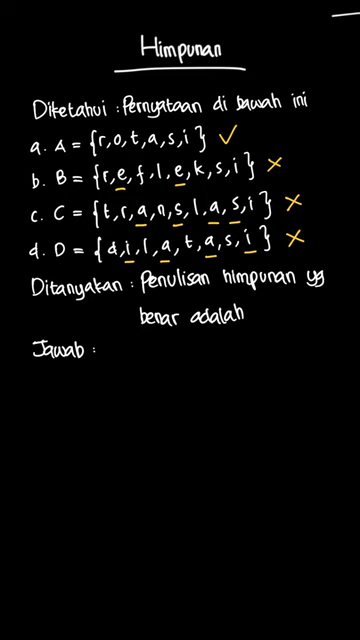 Himpunan
Diketahui : Pernyataan di bawah ini
a. A = {r,o,t,a,s,i} ✓
b. B = {r,e,f,l,e,k,s,i} ×
c. C = {t,r,a,n,s,l,a,s,i} ×
d. D = {d,i,l,a,t,a,s,i} ×
Ditanyakan : Penulisan himpunan yg
benar adalah
Jawab :